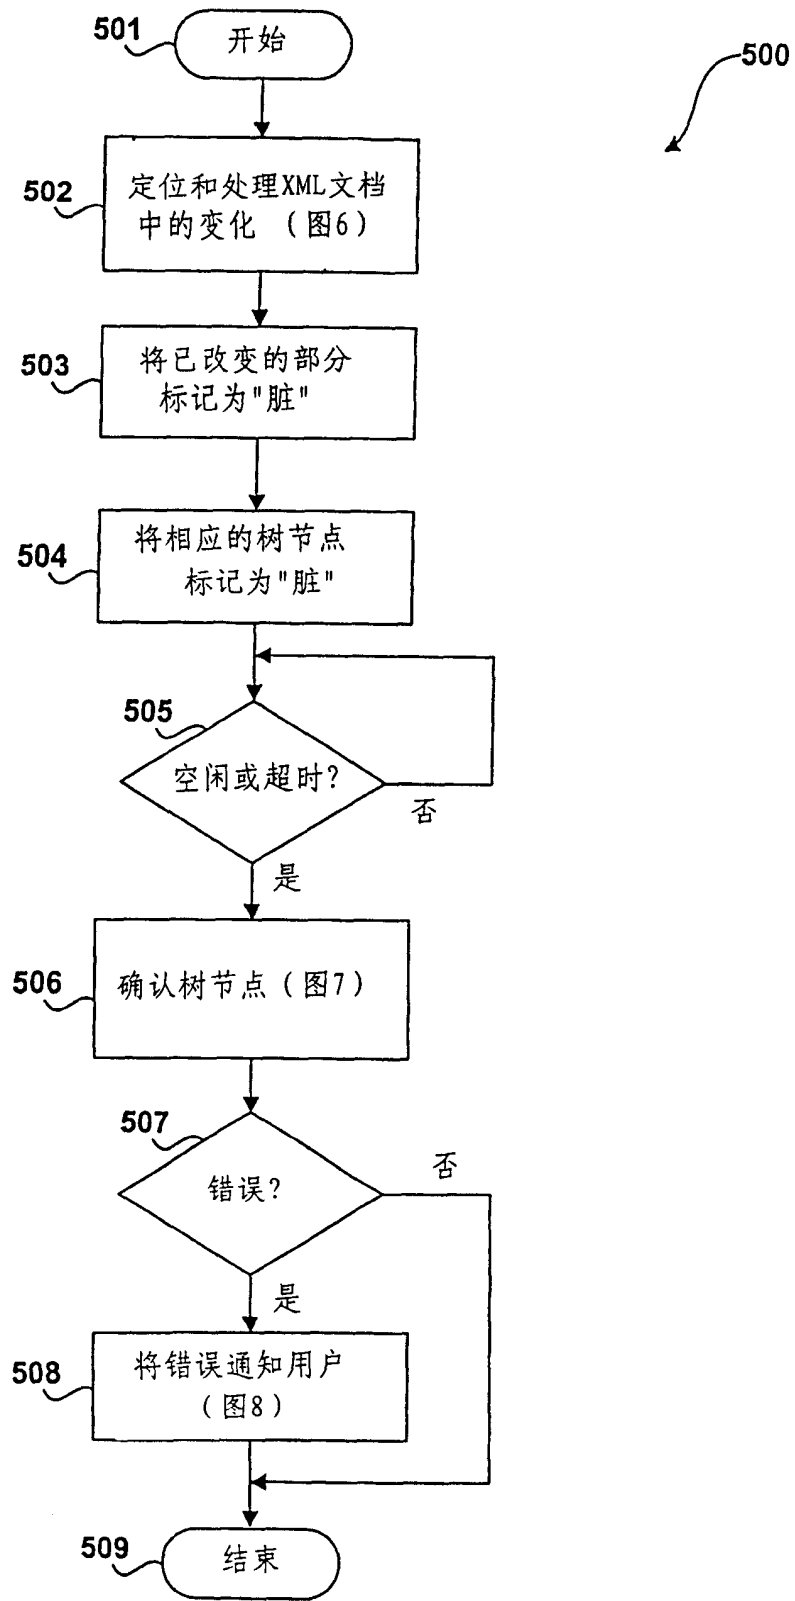 501
开始
500
502
定位和处理XML文档
中的变化 （图6）
503
将已改变的部分
标记为"脏"
504
将相应的树节点
标记为"脏"
505
空闲或超时?
否
是
506
确认树节点（图7）
507
错误?
否
是
508
将错误通知用户
（图8）
509
结束